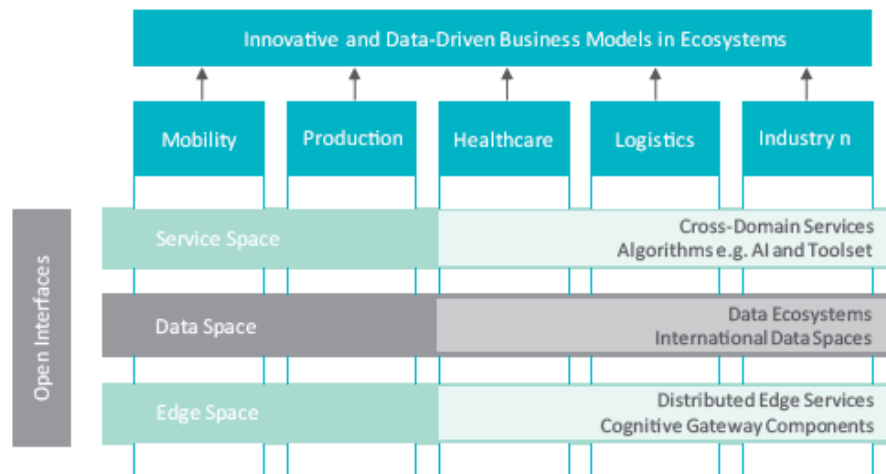 Innovative and Data-Driven Business Models in Ecosystems
Mobility
Production
Healthcare
Logistics
Industry n
Open Interfaces
Service Space
Cross-Domain Services
Algorithms e.g. AI and Toolset
Data Space
Data Ecosystems
International Data Spaces
Edge Space
Distributed Edge Services
Cognitive Gateway Components